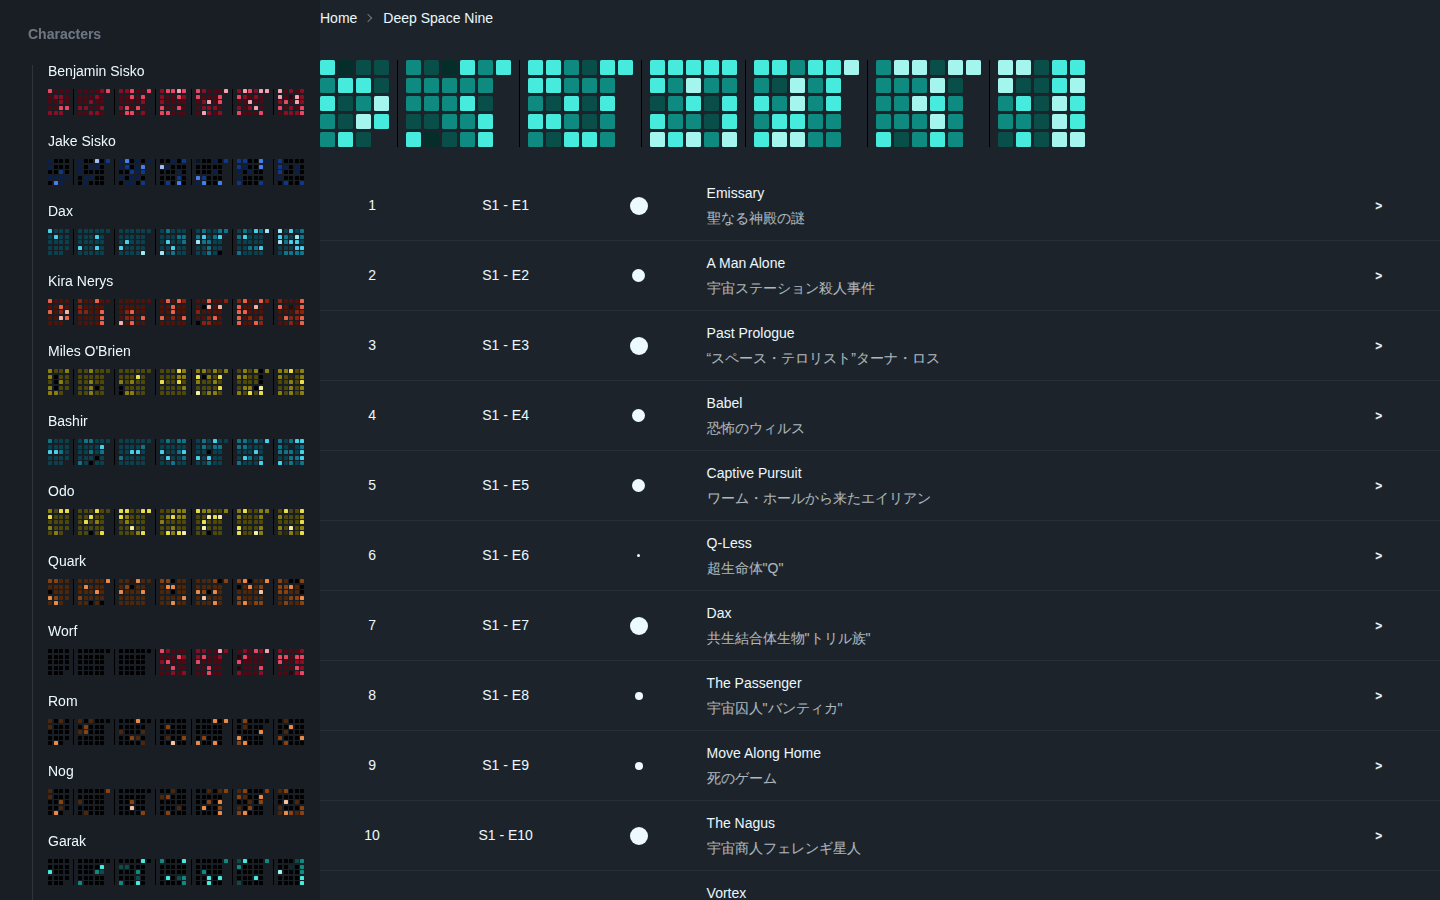 Characters
Benjamin Sisko
Jake Sisko
Dax
Kira Nerys
Miles O'Brien
Bashir
Odo
Quark
Worf
Rom
Nog
Garak
Home > Deep Space Nine
1 S1 - E1 Emissary >
聖なる神殿の謎
2 S1 - E2 A Man Alone >
宇宙ステーション殺人事件
3 S1 - E3 Past Prologue >
“スペース・テロリスト”ターナ・ロス
4 S1 - E4 Babel >
恐怖のウィルス
5 S1 - E5 Captive Pursuit >
ワーム・ホールから来たエイリアン
6 S1 - E6 Q-Less >
超生命体"Q"
7 S1 - E7 Dax >
共生結合体生物"トリル族"
8 S1 - E8 The Passenger >
宇宙囚人"バンティカ"
9 S1 - E9 Move Along Home >
死のゲーム
10 S1 - E10 The Nagus >
宇宙商人フェレンギ星人
Vortex